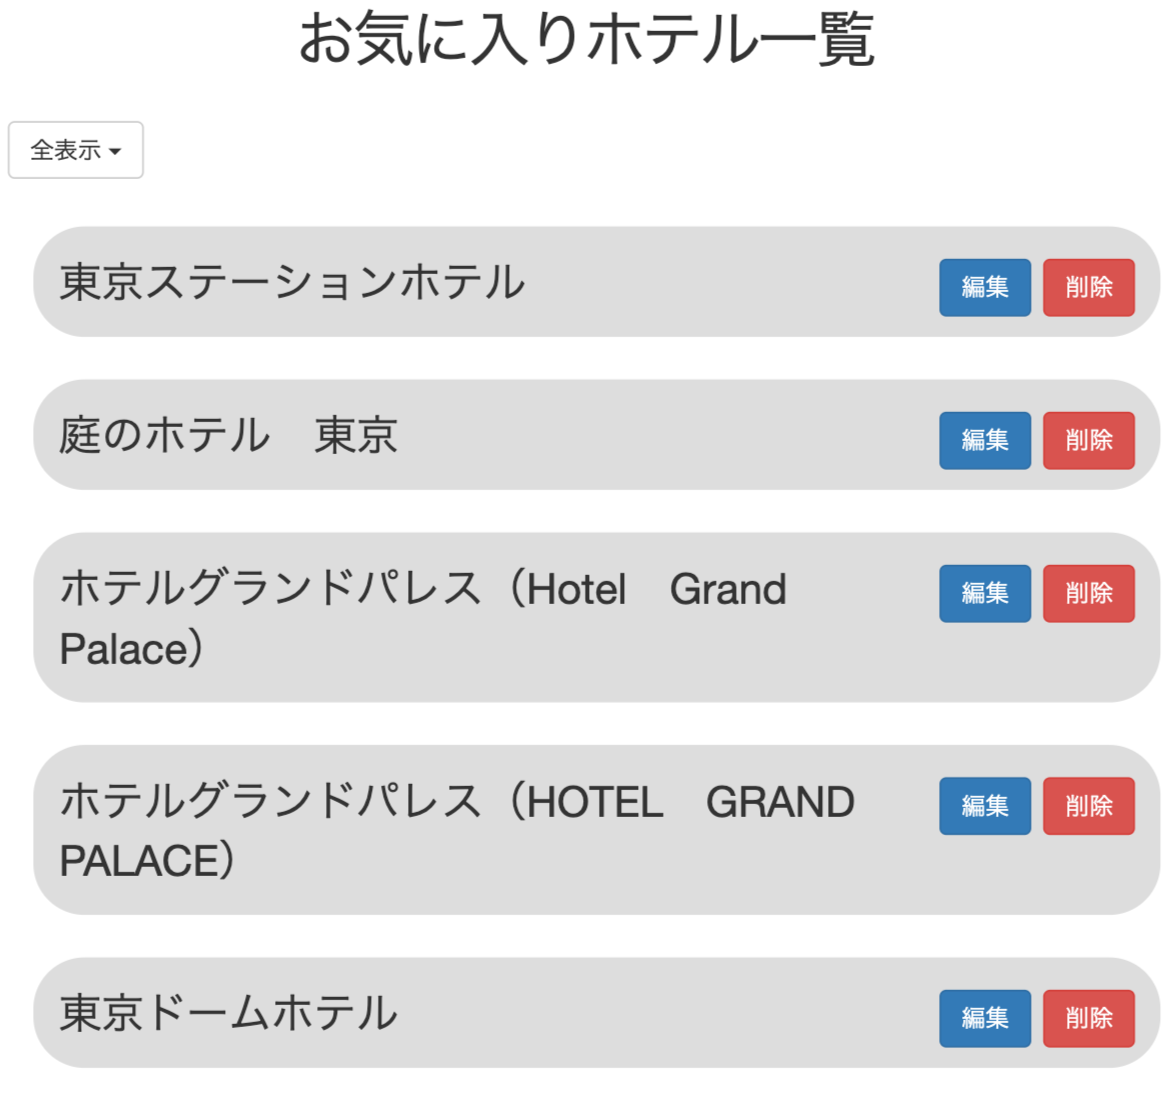 お気に入りホテル一覧
全表示
東京ステーションホテル
編集 削除
庭のホテル　東京
編集 削除
ホテルグランドパレス（Hotel　Grand
Palace）
編集 削除
ホテルグランドパレス（HOTEL　GRAND
PALACE）
編集 削除
東京ドームホテル
編集 削除